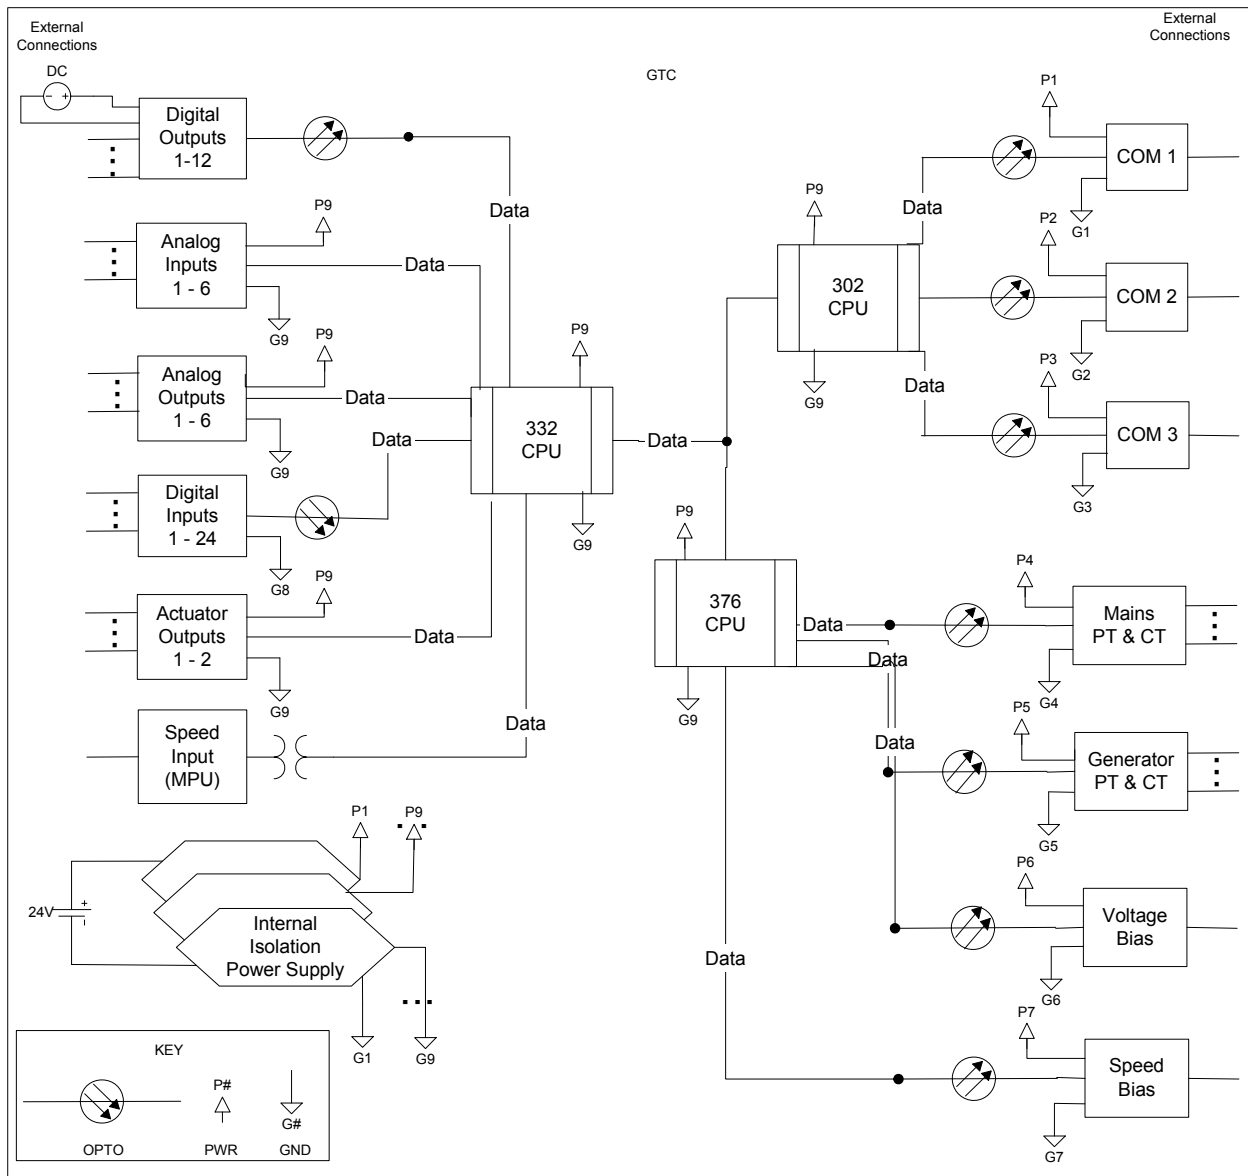 External
Connections
External
Connections
GTC
DC
- +
Digital
Outputs
1-12
Data
P9
Analog
Inputs
1 - 6
Data
G9
P9
Analog
Outputs
1 - 6
Data
G9
Digital
Inputs
1 - 24
Data
G8
P9
Actuator
Outputs
1 - 2
Data
G9
Speed
Input
(MPU)
Data
P9
332
CPU
G9
Data
P9
302
CPU
G9
Data
P1
COM 1
G1
P2
COM 2
G2
Data
P3
COM 3
G3
P9
376
CPU
G9
Data
P4
Mains
PT & CT
G4
Data
P5
Generator
PT & CT
G5
Data
P6
Voltage
Bias
G6
Data
P7
Speed
Bias
G7
P1
P9
24V
+
-
Internal
Isolation
Power Supply
G1
G9
KEY
P#
G#
OPTO
PWR
GND